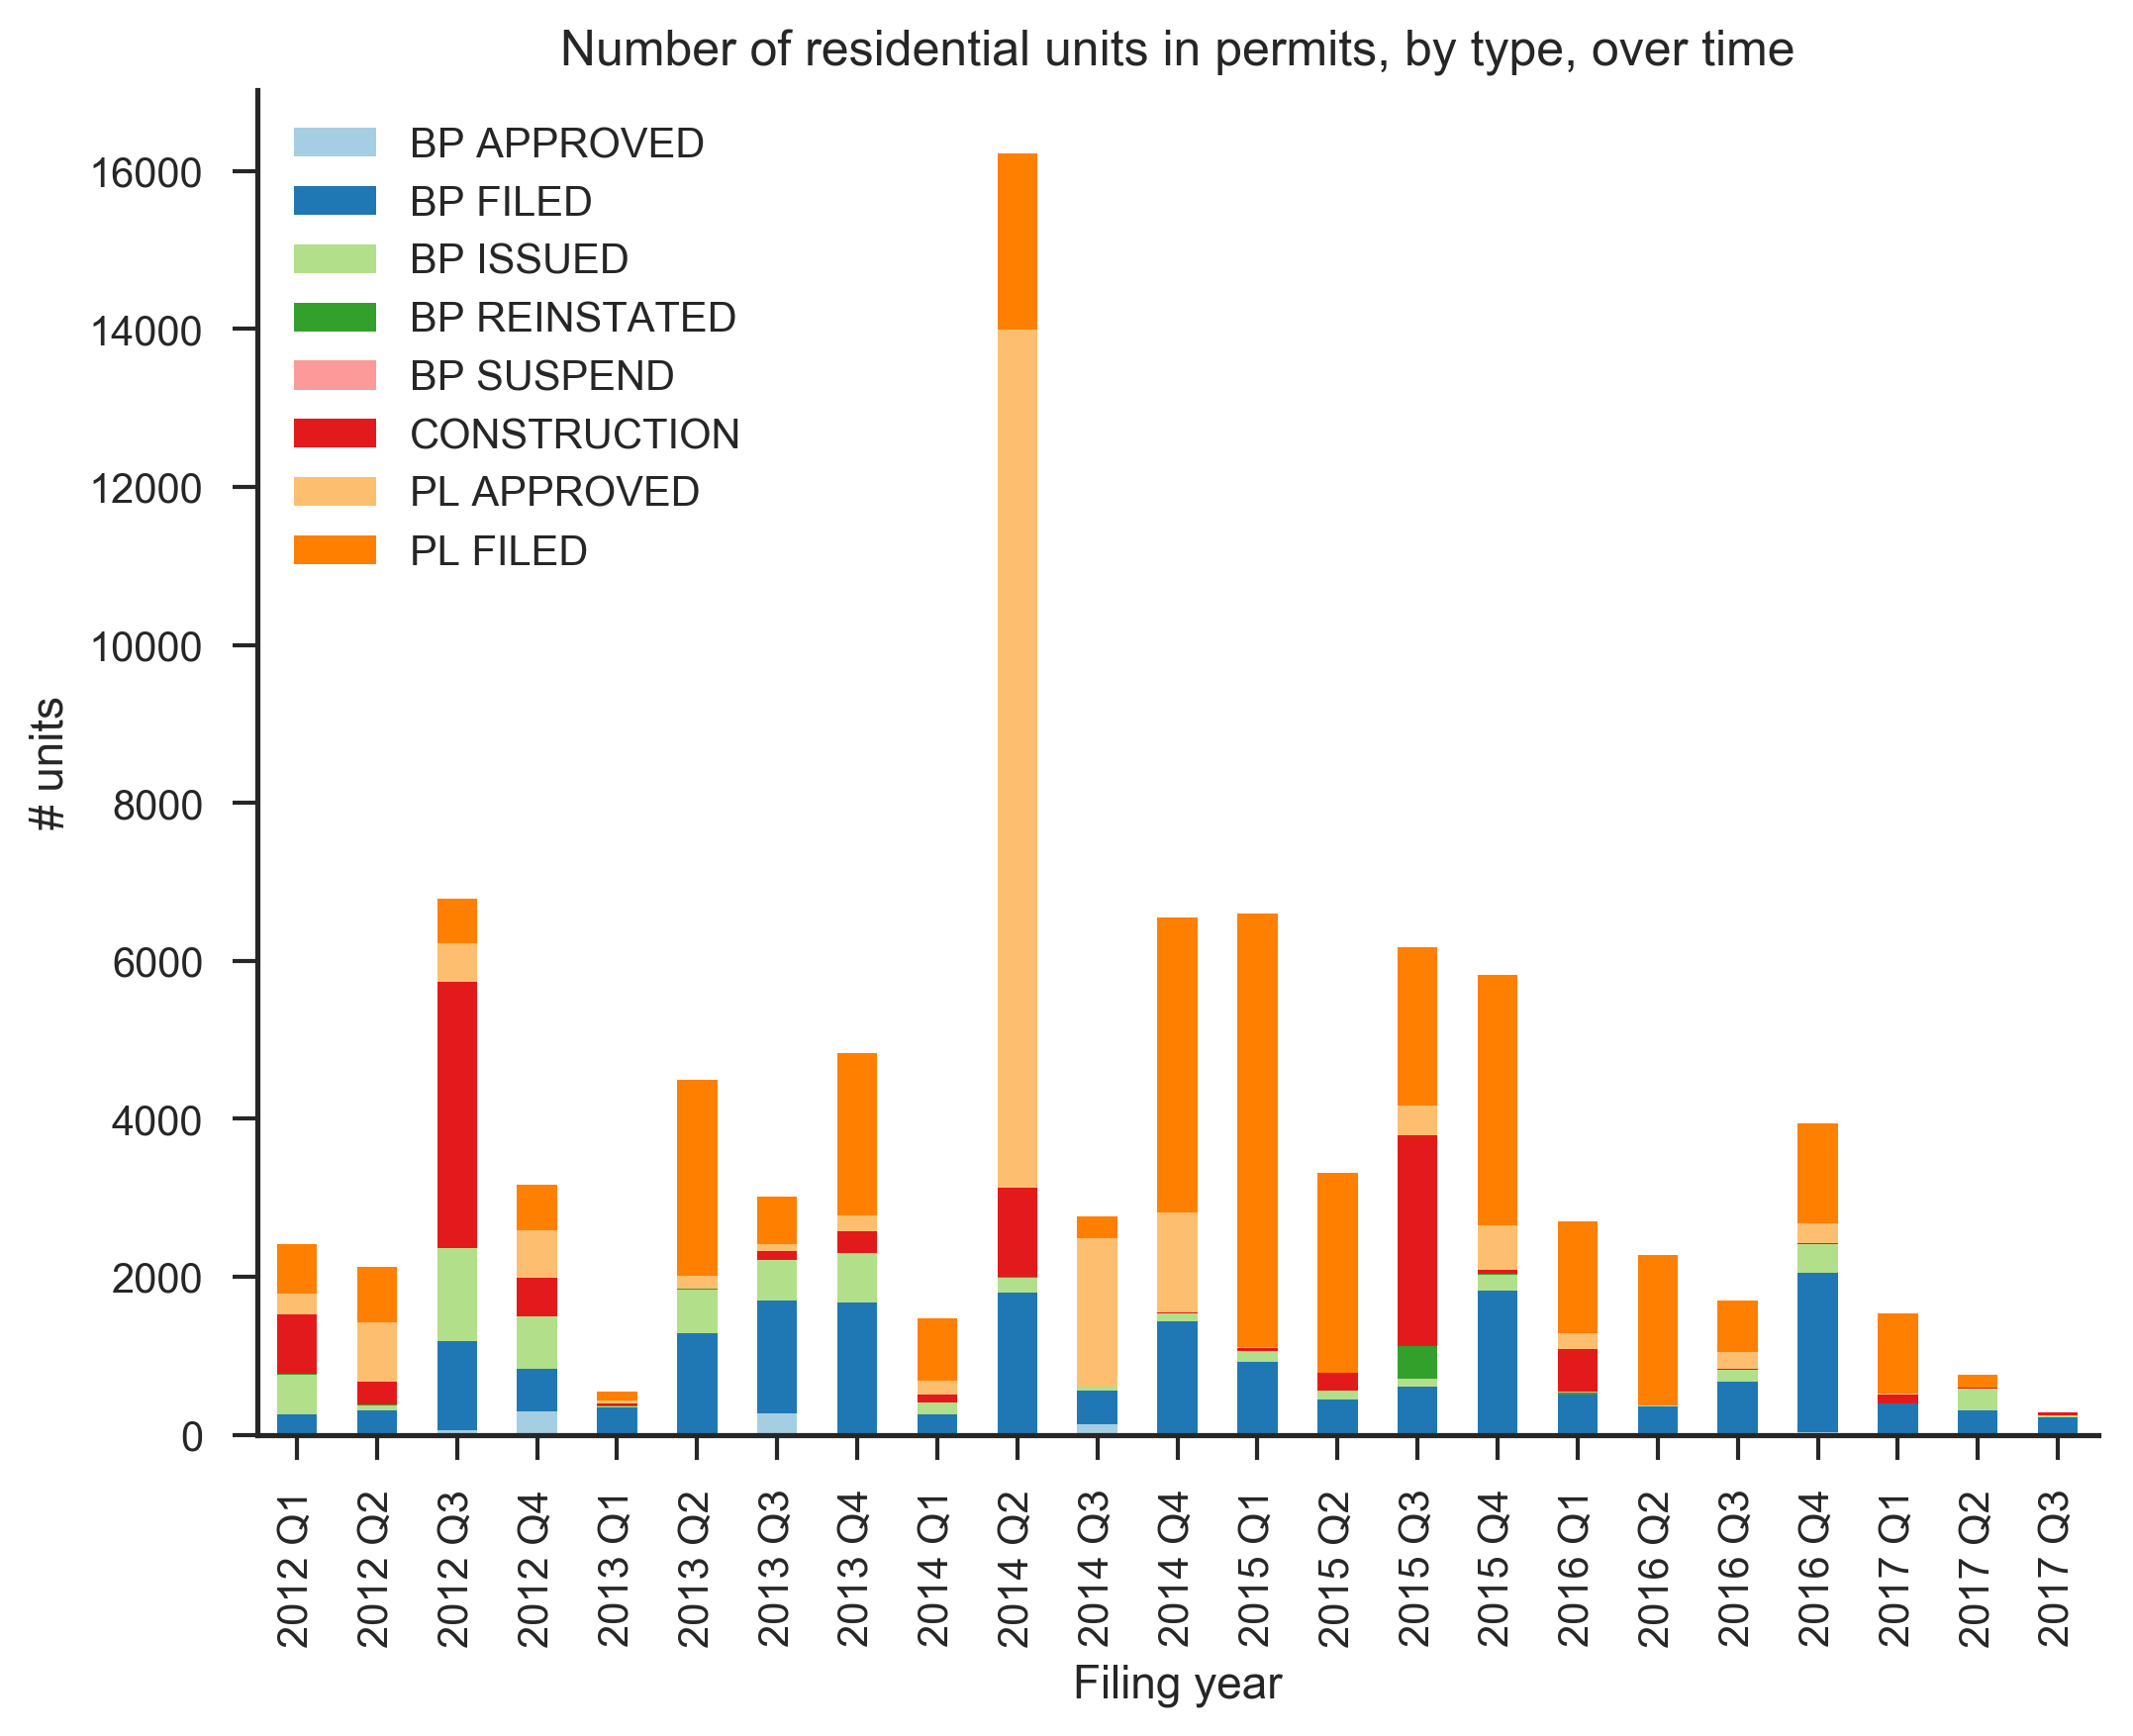 Number of residential units in permits, by type, over time
BP APPROVED
BP FILED
BP ISSUED
BP REINSTATED
BP SUSPEND
CONSTRUCTION
PL APPROVED
PL FILED
# units
16000
14000
12000
10000
8000
6000
4000
2000
0
2012 Q1
2012 Q2
2012 Q3
2012 Q4
2013 Q1
2013 Q2
2013 Q3
2013 Q4
2014 Q1
2014 Q2
2014 Q3
2014 Q4
2015 Q1
2015 Q2
2015 Q3
2015 Q4
2016 Q1
2016 Q2
2016 Q3
2016 Q4
2017 Q1
2017 Q2
2017 Q3
Filing year